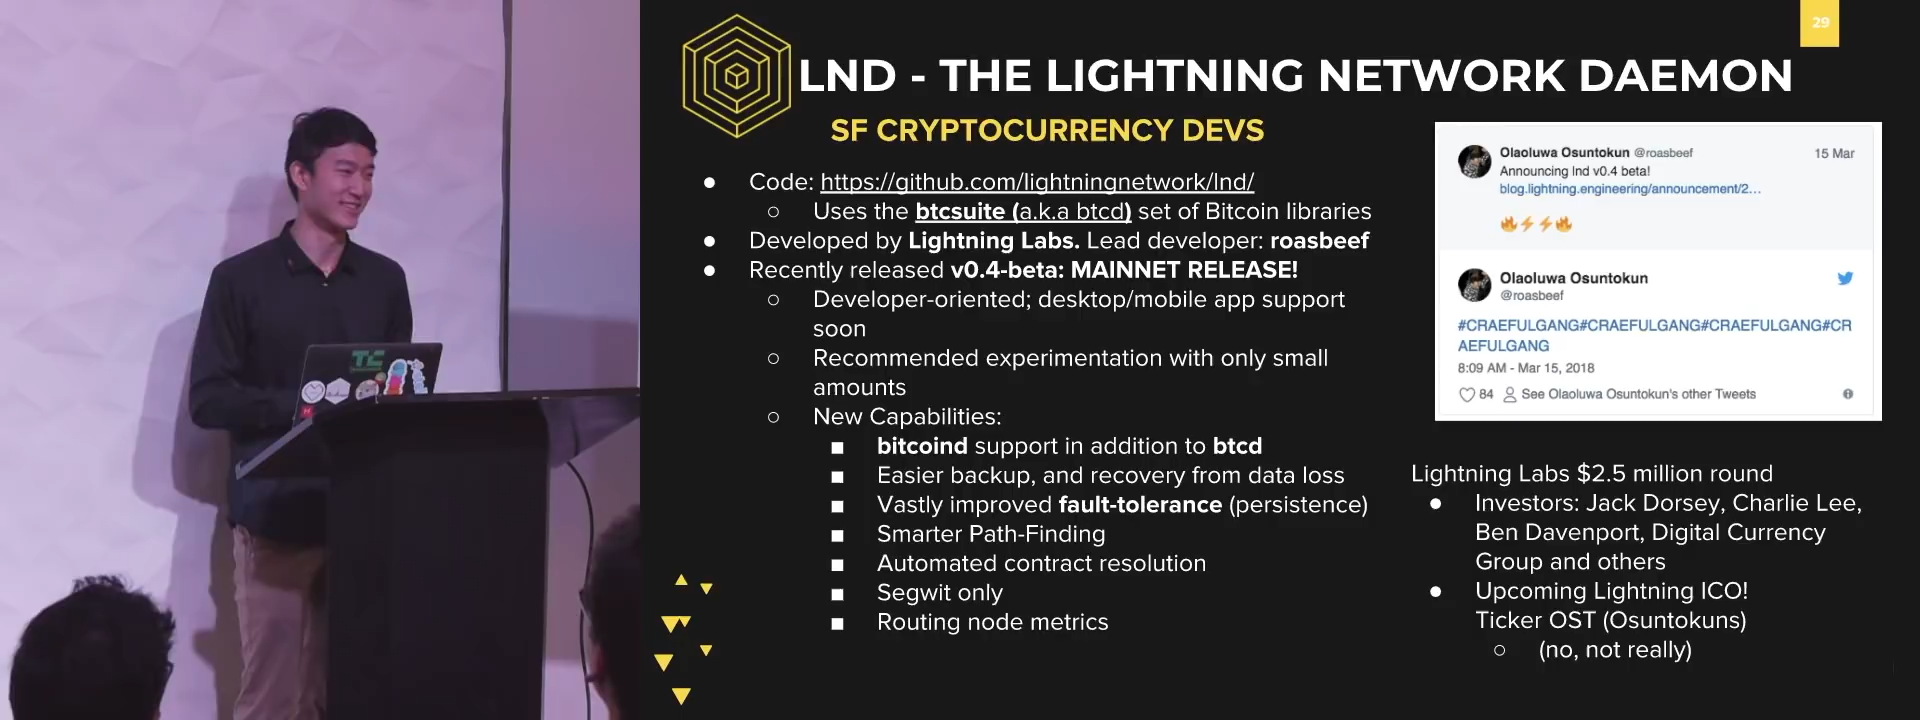 29
LND - THE LIGHTNING NETWORK DAEMON
SF CRYPTOCURRENCY DEVS
● Code: https://github.com/lightningnetwork/lnd/
○ Uses the btcsuite (a.k.a btcd) set of Bitcoin libraries
● Developed by Lightning Labs. Lead developer: roasbeef
● Recently released v0.4-beta: MAINNET RELEASE!
○ Developer-oriented; desktop/mobile app support
soon
○ Recommended experimentation with only small
amounts
○ New Capabilities:
■ bitcoind support in addition to btcd
■ Easier backup, and recovery from data loss
■ Vastly improved fault-tolerance (persistence)
■ Smarter Path-Finding
■ Automated contract resolution
■ Segwit only
■ Routing node metrics
Olaoluwa Osuntokun @roasbeef 15 Mar
Announcing lnd v0.4 beta!
blog.lightning.engineering/announcement/2…
🔥⚡⚡🔥
Olaoluwa Osuntokun
@roasbeef
#CRAEFULGANG#CRAEFULGANG#CRAEFULGANG#CR
AEFULGANG
8:09 AM - Mar 15, 2018
84 See Olaoluwa Osuntokun's other Tweets
Lightning Labs $2.5 million round
● Investors: Jack Dorsey, Charlie Lee,
Ben Davenport, Digital Currency
Group and others
● Upcoming Lightning ICO!
Ticker OST (Osuntokuns)
○ (no, not really)
TC